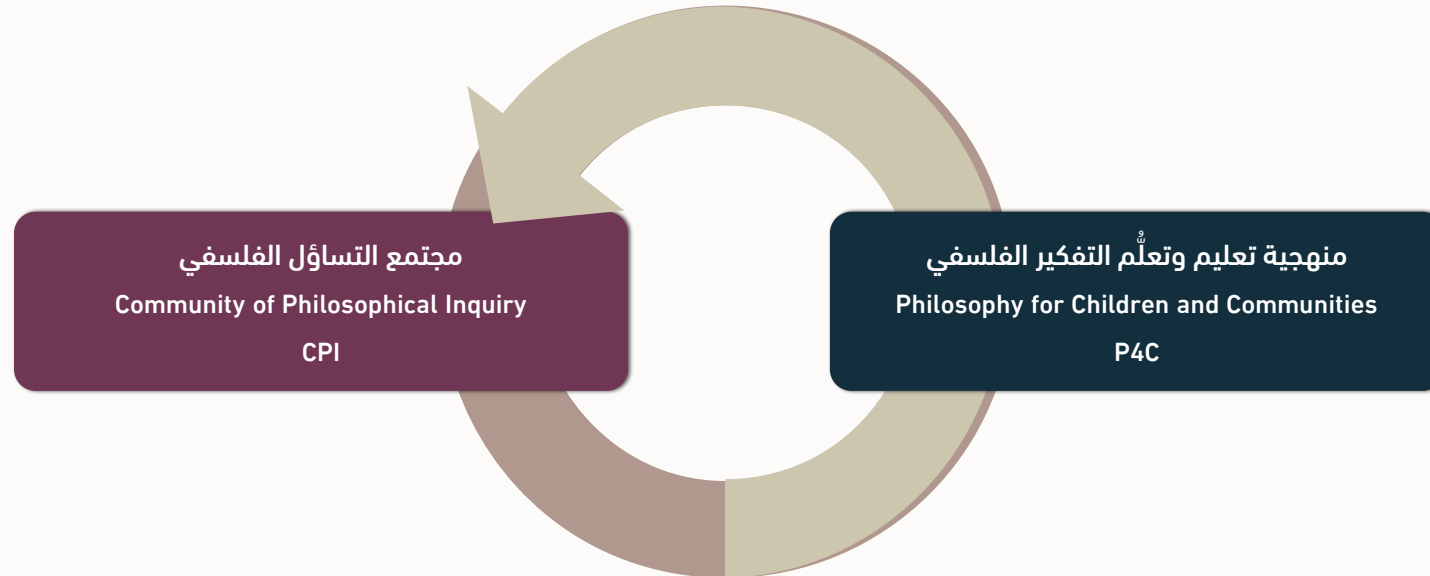 منهجية تعليم وتعلُّم التفكير الفلسفي
Philosophy for Children and Communities
P4C
مجتمع التساؤل الفلسفي
Community of Philosophical Inquiry
CPI